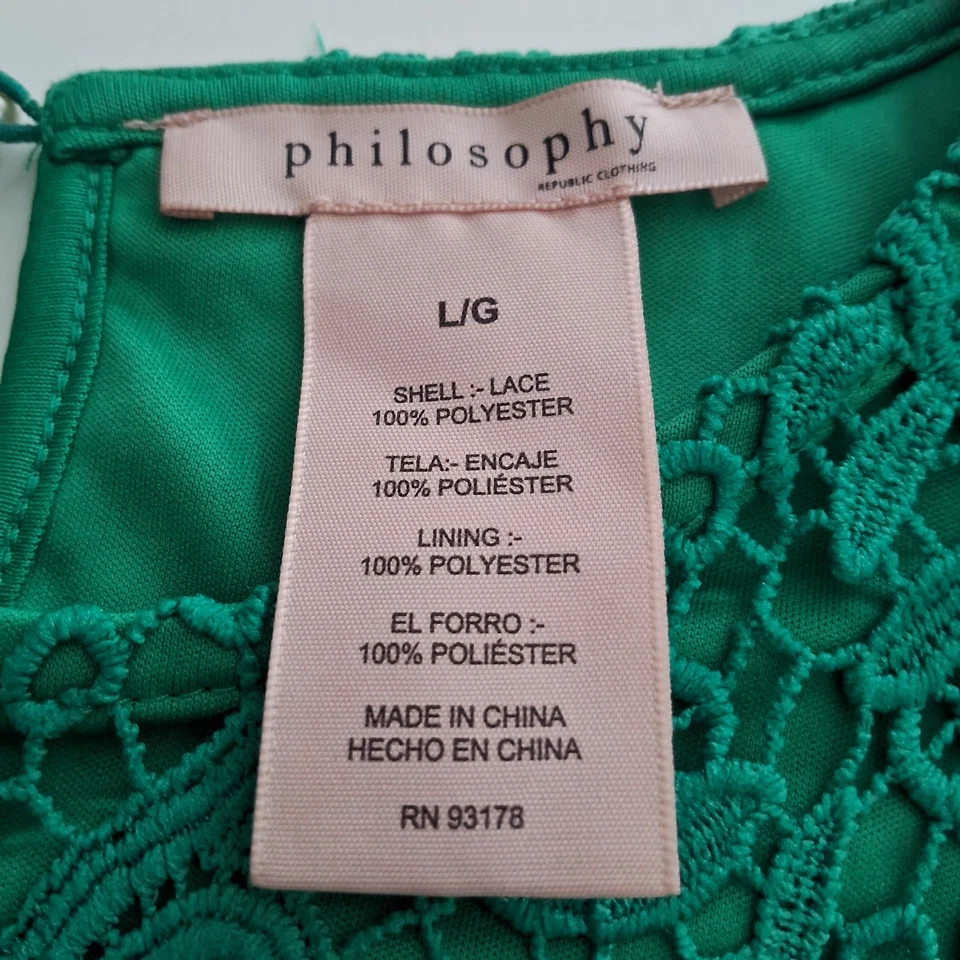 philosophy
REPUBLIC CLOTHING
L/G
SHELL :- LACE
100% POLYESTER
TELA:- ENCAJE
100% POLIÉSTER
LINING :-
100% POLYESTER
EL FORRO :-
100% POLIÉSTER
MADE IN CHINA
HECHO EN CHINA
RN 93178